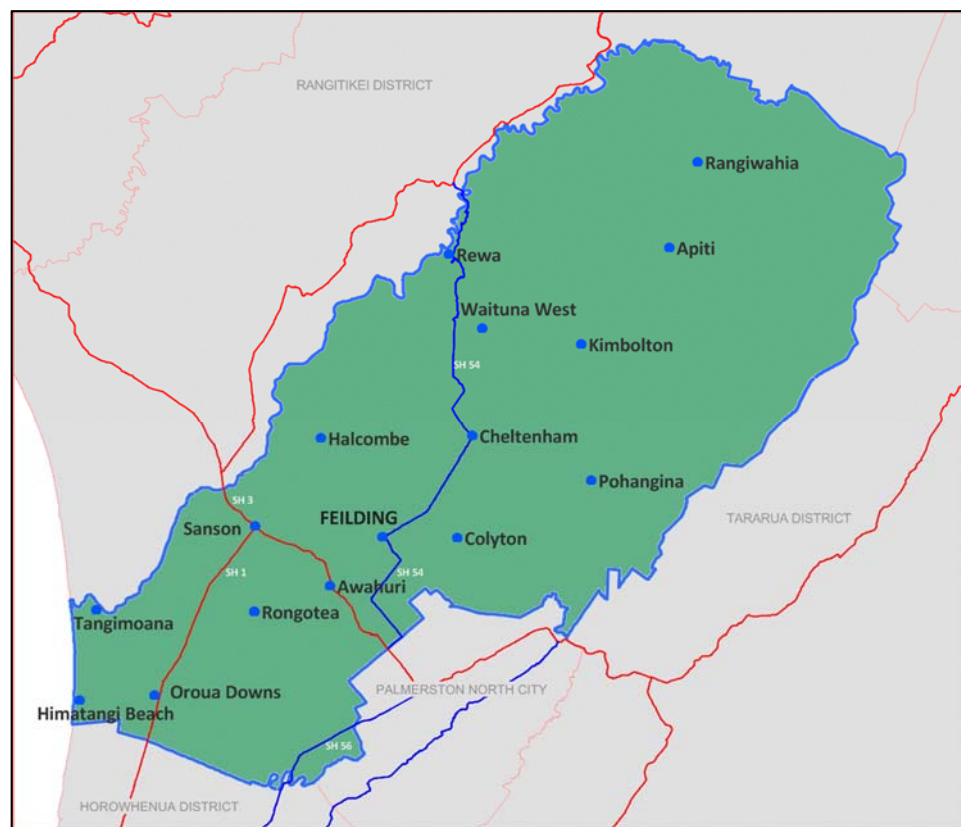 RANGITIKEI DISTRICT
Rangiwahia
Apiti
Rewa
Waituna West
Kimbolton
SH 54
Cheltenham
Halcombe
Pohangina
SH 3
Sanson
FEILDING
Colyton
TARARUA DISTRICT
SH 1
SH 54
Awahuri
Tangimoana
Rongotea
Oroua Downs
PALMERSTON NORTH CITY
Himatangi Beach
SH 56
HOROWHENUA DISTRICT